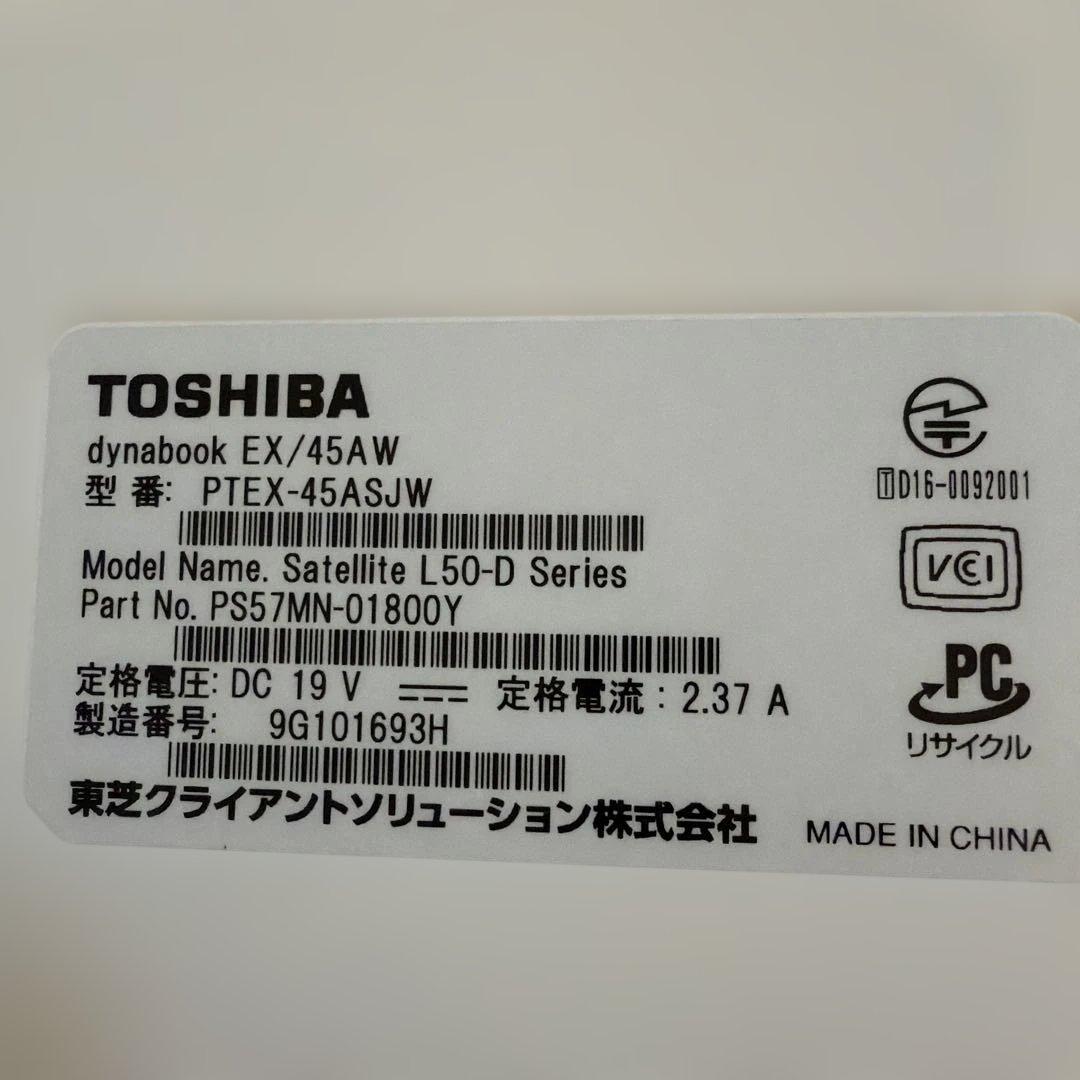 TOSHIBA
dynabook EX/45AW
型 番: PTEX-45ASJW
Model Name. Satellite L50-D Series
Part No. PS57MN-01800Y
定格電圧: DC 19 V ⎓ 定格電流: 2.37 A
製造番号: 9G101693H
東芝クライアントソリューション株式会社
T D16-0092001
VCCI
PC
リサイクル
MADE IN CHINA